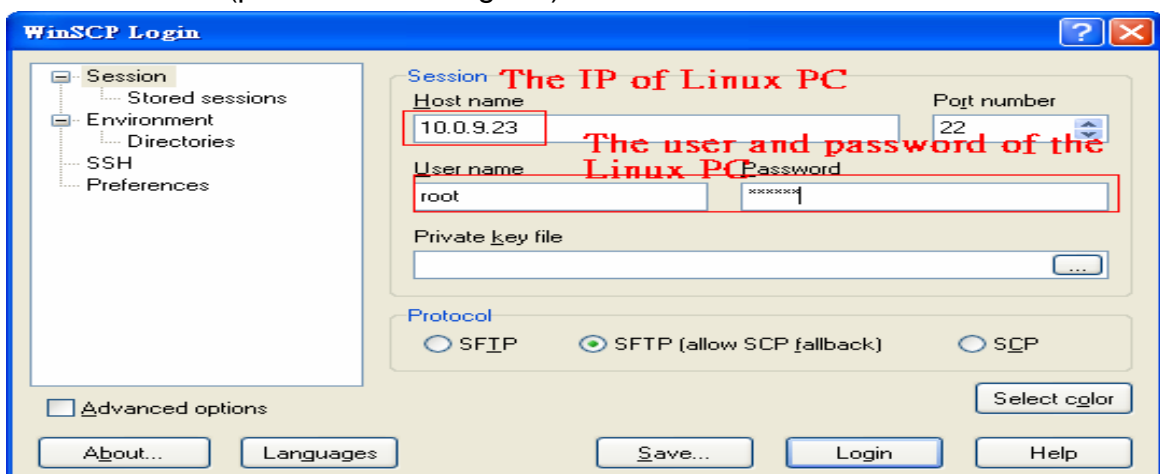 WinSCP Login
Session
Stored sessions
Environment
Directories
SSH
Preferences
Session The IP of Linux PC
Host name Port number
10.0.9.23 22
The user and password of the
Linux PC
User name Password
root ******
Private key file
...
Protocol
SFTP SFTP (allow SCP fallback) SCP
Advanced options Select color
About... Languages Save... Login Help